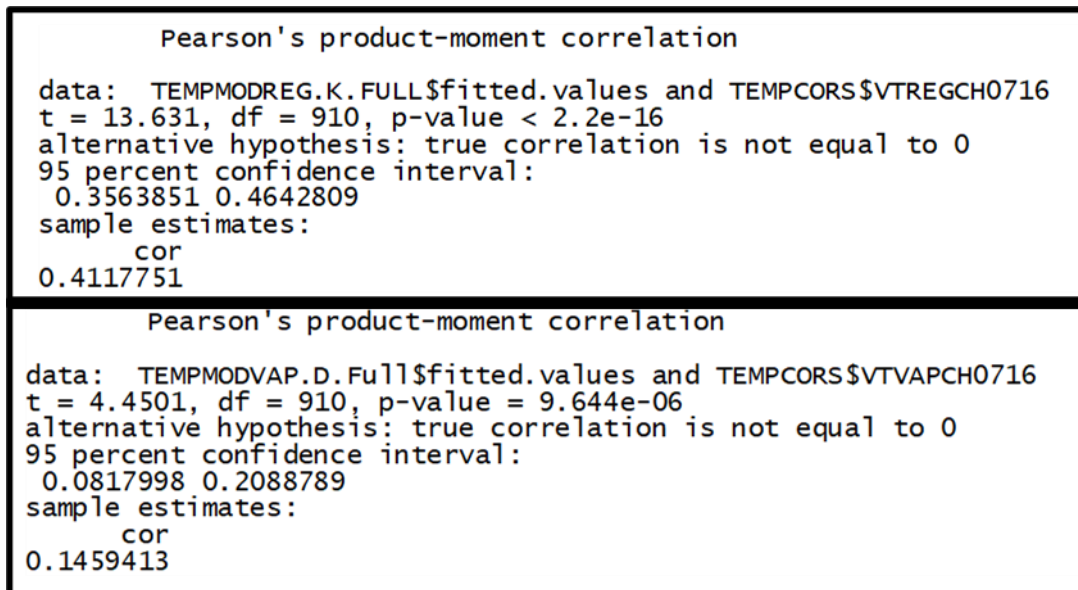 Pearson's product-moment correlation
data: TEMPMODREG.K.FULL$fitted.values and TEMPCORS$VTREGCH0716
t = 13.631, df = 910, p-value < 2.2e-16
alternative hypothesis: true correlation is not equal to 0
95 percent confidence interval:
0.3563851 0.4642809
sample estimates:
cor
0.4117751
Pearson's product-moment correlation
data: TEMPMODVAP.D.Full$fitted.values and TEMPCORS$VTVAPCH0716
t = 4.4501, df = 910, p-value = 9.644e-06
alternative hypothesis: true correlation is not equal to 0
95 percent confidence interval:
0.0817998 0.2088789
sample estimates:
cor
0.1459413